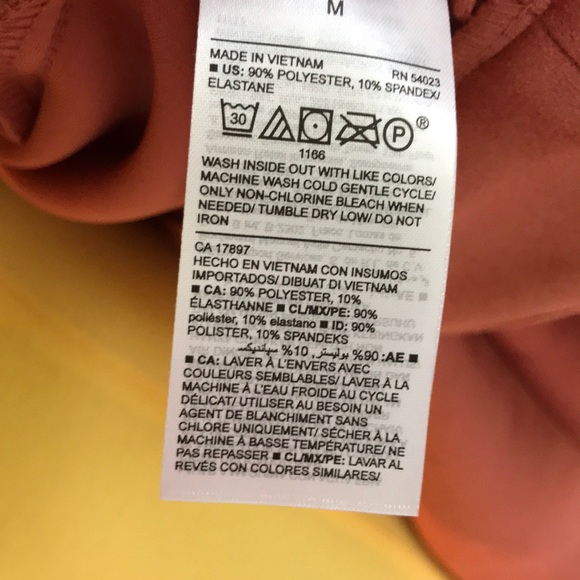 M
MADE IN VIETNAM RN 54023
■ US: 90% POLYESTER, 10% SPANDEX/
ELASTANE
30 P ®
1166
WASH INSIDE OUT WITH LIKE COLORS/
MACHINE WASH COLD GENTLE CYCLE/
ONLY NON-CHLORINE BLEACH WHEN
NEEDED/ TUMBLE DRY LOW/ DO NOT
IRON
CA 17897
HECHO EN VIETNAM CON INSUMOS
IMPORTADOS/ DIBUAT DI VIETNAM
■ CA: 90% POLYESTER, 10%
ÉLASTHANNE ■ CL/MX/PE: 90%
poliéster, 10% elastano ■ ID: 90%
POLISTER, 10% SPANDEKS
■ AE: 90% بوليستر, 10% سباندكس
■ CA: LAVER À L'ENVERS AVEC
COULEURS SEMBLABLES/ LAVER À LA
MACHINE À L'EAU FROIDE AU CYCLE
DÉLICAT/ UTILISER AU BESOIN UN
AGENT DE BLANCHIMENT SANS
CHLORE UNIQUEMENT/ SÉCHER À LA
MACHINE À BASSE TEMPÉRATURE/ NE
PAS REPASSER ■ CL/MX/PE: LAVAR AL
REVÉS CON COLORES SIMILARES/